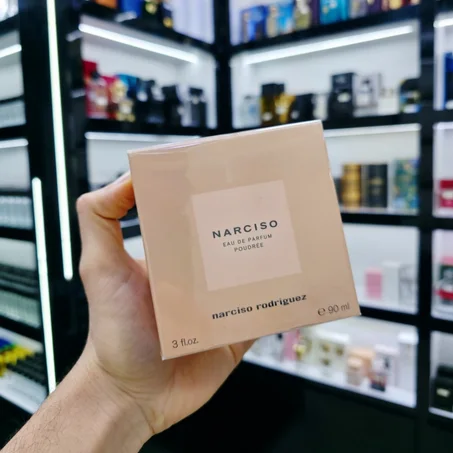 NARCISO
EAU DE PARFUM
POUDRÉE
narciso rodriguez
3 fl.oz. ℮ 90 ml